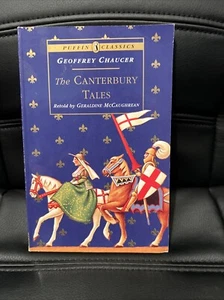 PUFFIN CLASSICS
GEOFFREY CHAUCER
The CANTERBURY
TALES
Retold by GERALDINE McCAUGHREAN